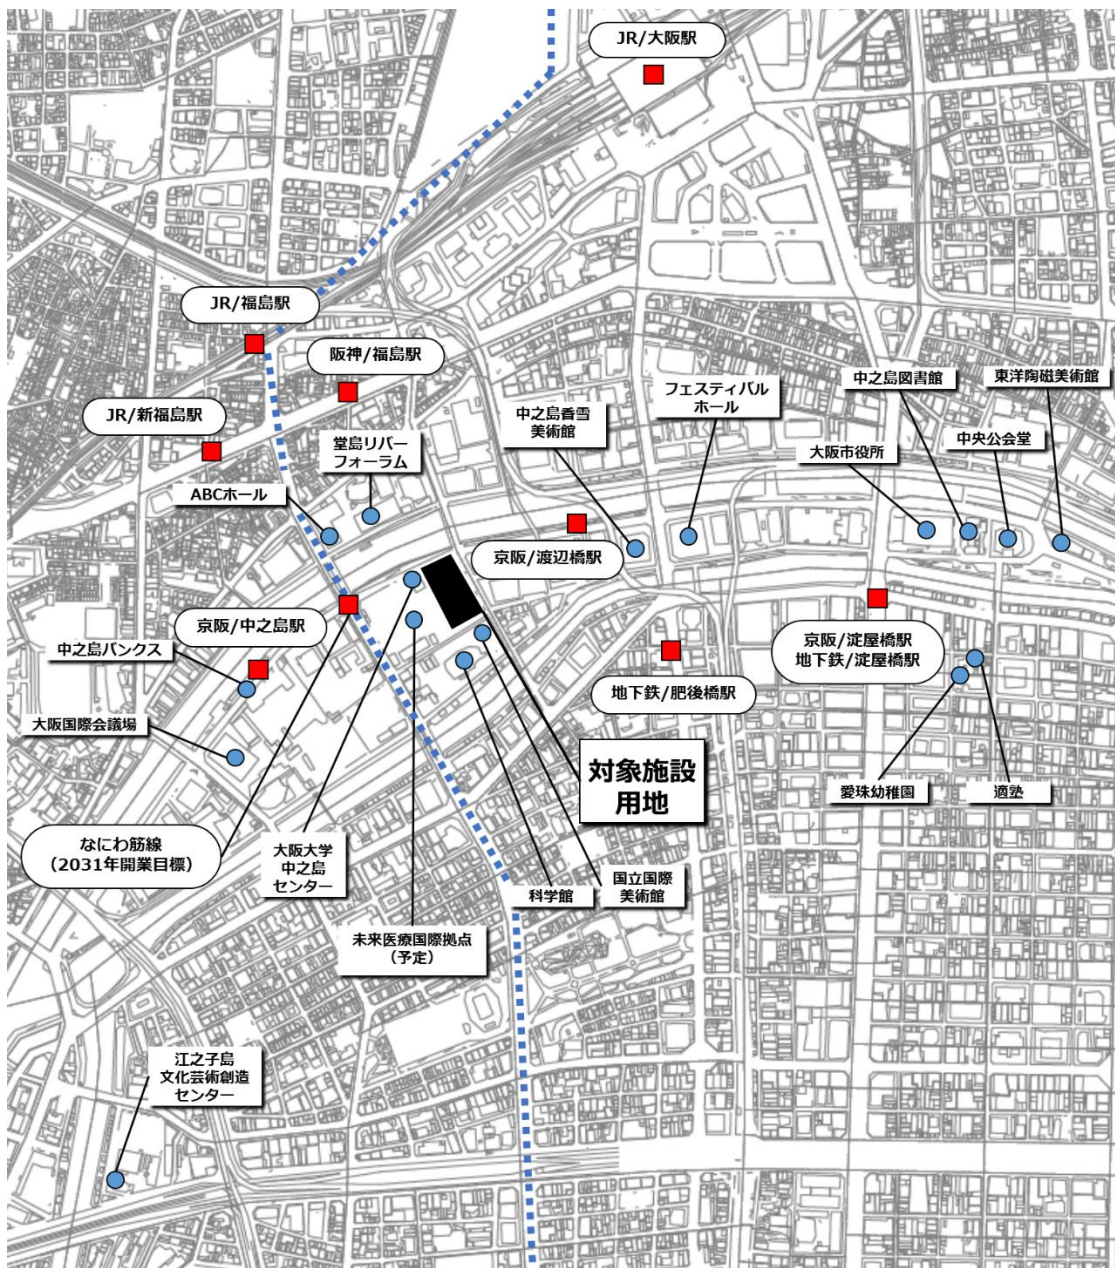 JR/大阪駅
JR/福島駅
阪神/福島駅
JR/新福島駅
堂島リバー
フォーラム
ABCホール
中之島香雪
美術館
フェスティバル
ホール
中之島図書館
東洋陶磁美術館
大阪市役所
中央公会堂
京阪/渡辺橋駅
京阪/中之島駅
中之島バンクス
大阪国際会議場
地下鉄/肥後橋駅
京阪/淀屋橋駅
地下鉄/淀屋橋駅
対象施設
用地
愛珠幼稚園
適塾
なにわ筋線
（2031年開業目標）
大阪大学
中之島
センター
科学館
国立国際
美術館
未来医療国際拠点
（予定）
江之子島
文化芸術創造
センター